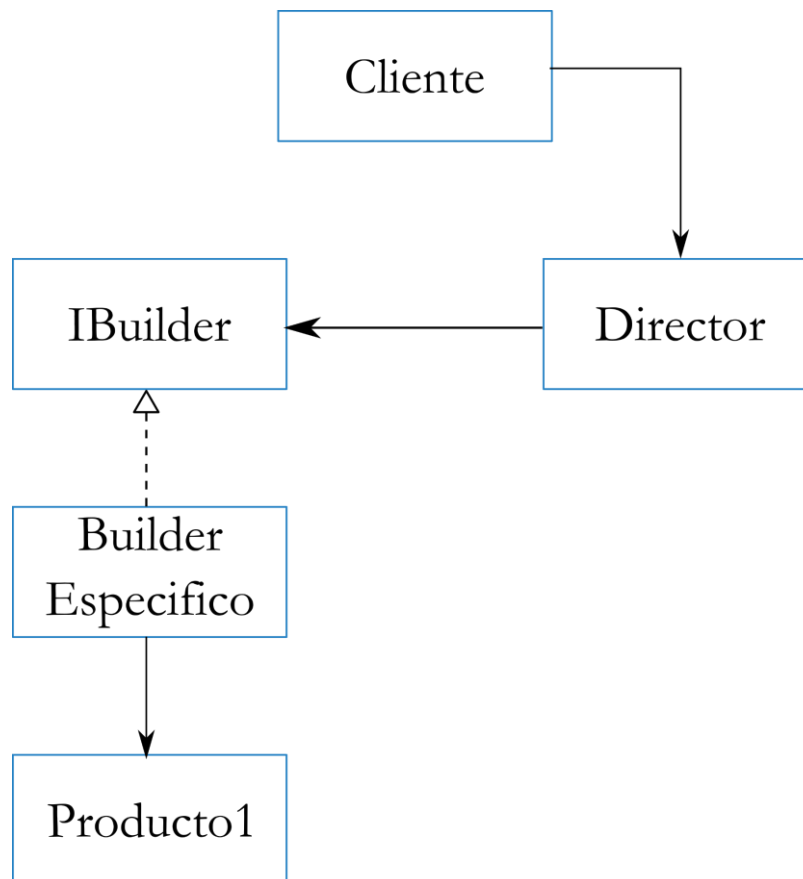 Cliente
IBuilder
Director
Builder
Especifico
Producto1